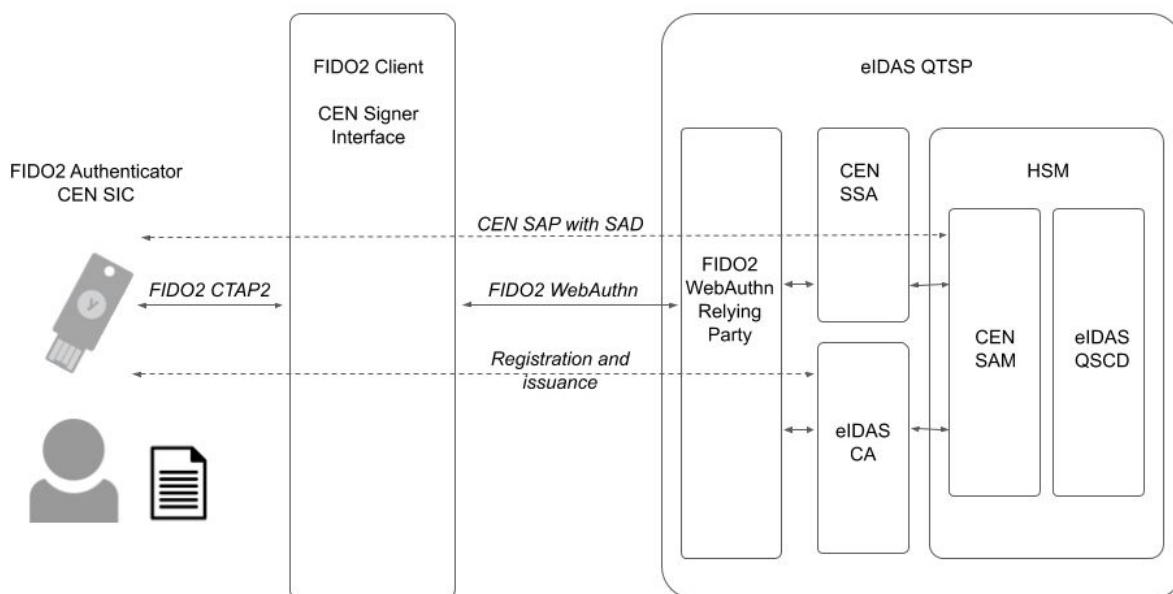 FIDO2 Client
CEN Signer
Interface
eIDAS QTSP
FIDO2 Authenticator
CEN SIC
CEN
SSA
HSM
CEN SAP with SAD
FIDO2 CTAP2
FIDO2 WebAuthn
FIDO2
WebAuthn
Relying
Party
CEN
SAM
eIDAS
QSCD
Registration and
issuance
eIDAS
CA
y